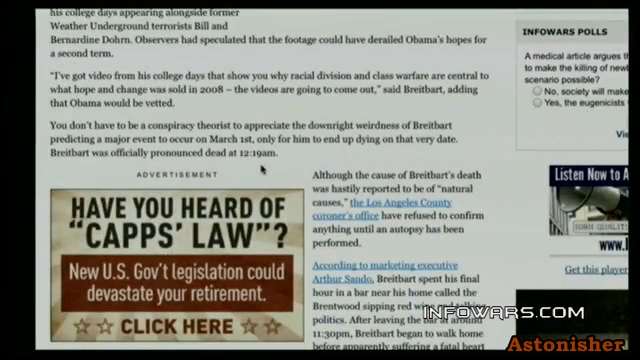 his college days appearing alongside former
Weather Underground terrorists Bill and
Bernardine Dohrn. Observers had speculated that the footage could have derailed Obama's hopes for
a second term.
"I've got video from his college days that show you why racial division and class warfare are central to
what hope and change was sold in 2008 – the videos are going to come out," said Breitbart, adding
that Obama would be vetted.
You don't have to be a conspiracy theorist to appreciate the downright weirdness of Breitbart
predicting a major event to occur on March 1st, only for him to end up dying on that very date.
Breitbart was officially pronounced dead at 12:19am.
ADVERTISEMENT
HAVE YOU HEARD OF
"CAPPS' LAW"?
New U.S. Gov't legislation could
devastate your retirement.
CLICK HERE
Although the cause of Breitbart's death
was hastily reported to be of "natural
causes," the Los Angeles County
coroner's office have refused to confirm
anything until an autopsy has been
performed.
According to marketing executive
Arthur Sando, Breitbart spent his final
hour in a bar near his home called the
Brentwood sipping red wine and talking
politics. After leaving the bar at around
11:30pm, Breitbart began to walk home
before apparently suffering a fatal heart
INFOWARS POLLS
A medical article argues th
to make the killing of newb
scenario possible?
No, society will make
Yes, the eugenicists
Vie
Listen Now to
HIGH QUALITY
www.I
Get this player
INFOWARS.COM
Astonisher